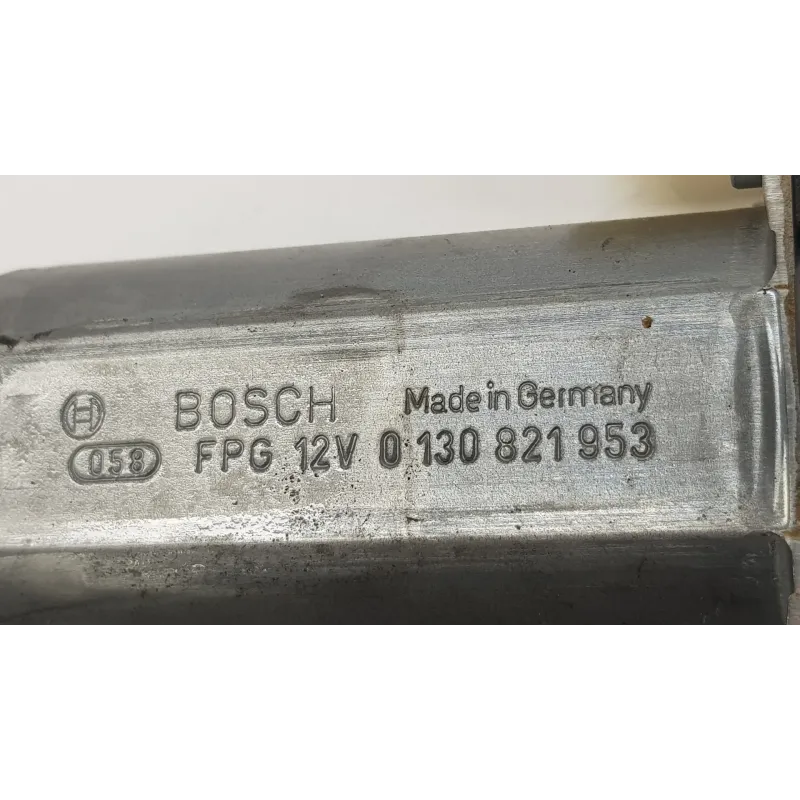 BOSCH Made in Germany
058 FPG 12V 0 130 821 953